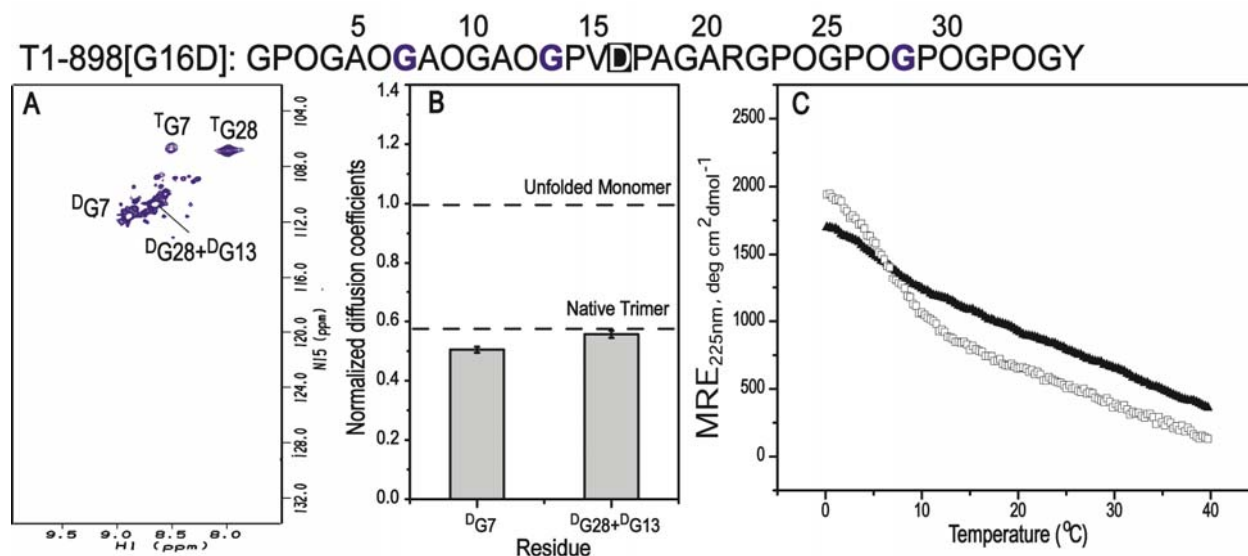 5 10 15 20 25 30
T1-898[G16D]: GPOGAOGAOGAOGPVDPAGARGPOGPOGPOGPOGY
A
TG7 TG28
DG7
DG28+DG13
104.0
108.0
112.0
116.0
120.0
124.0
128.0
132.0
N15 (ppm)
9.5 9.0 8.5 8.0
H1 (ppm)
B
Normalized diffusion coefficients
1.4
1.2
1.0
0.8
0.6
0.4
0.2
0.0
Unfolded Monomer
Native Trimer
DG7 DG28+DG13
Residue
C
MRE225nm, deg cm2dmol-1
2500
2000
1500
1000
500
0
0 10 20 30 40
Temperature (°C)